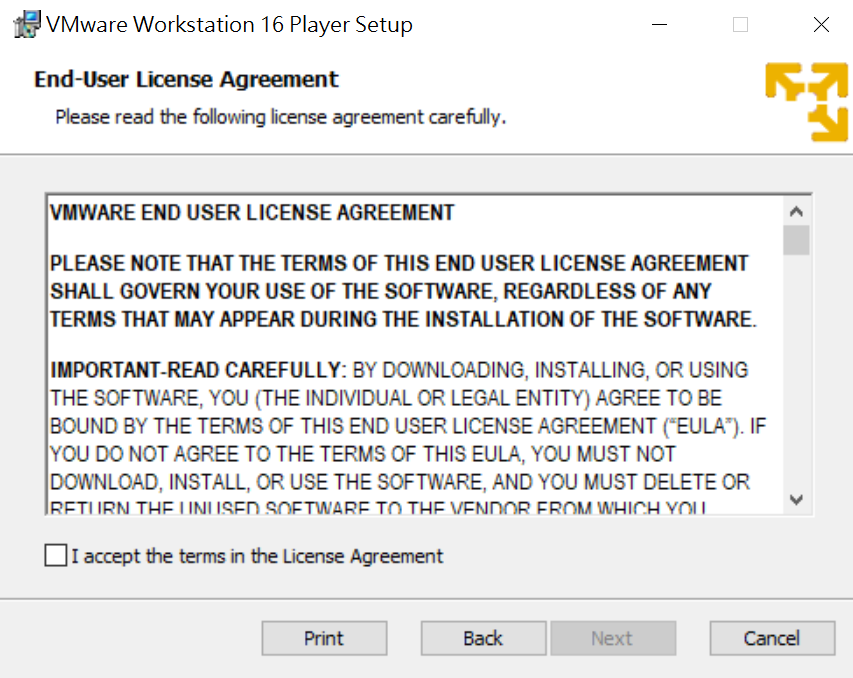 VMware Workstation 16 Player Setup
End-User License Agreement
Please read the following license agreement carefully.
VMWARE END USER LICENSE AGREEMENT
PLEASE NOTE THAT THE TERMS OF THIS END USER LICENSE AGREEMENT
SHALL GOVERN YOUR USE OF THE SOFTWARE, REGARDLESS OF ANY
TERMS THAT MAY APPEAR DURING THE INSTALLATION OF THE SOFTWARE.
IMPORTANT-READ CAREFULLY: BY DOWNLOADING, INSTALLING, OR USING
THE SOFTWARE, YOU (THE INDIVIDUAL OR LEGAL ENTITY) AGREE TO BE
BOUND BY THE TERMS OF THIS END USER LICENSE AGREEMENT (“EULA”). IF
YOU DO NOT AGREE TO THE TERMS OF THIS EULA, YOU MUST NOT
DOWNLOAD, INSTALL, OR USE THE SOFTWARE, AND YOU MUST DELETE OR
RETURN THE UNUSED SOFTWARE TO THE VENDOR FROM WHICH YOU
I accept the terms in the License Agreement
Print Back Next Cancel